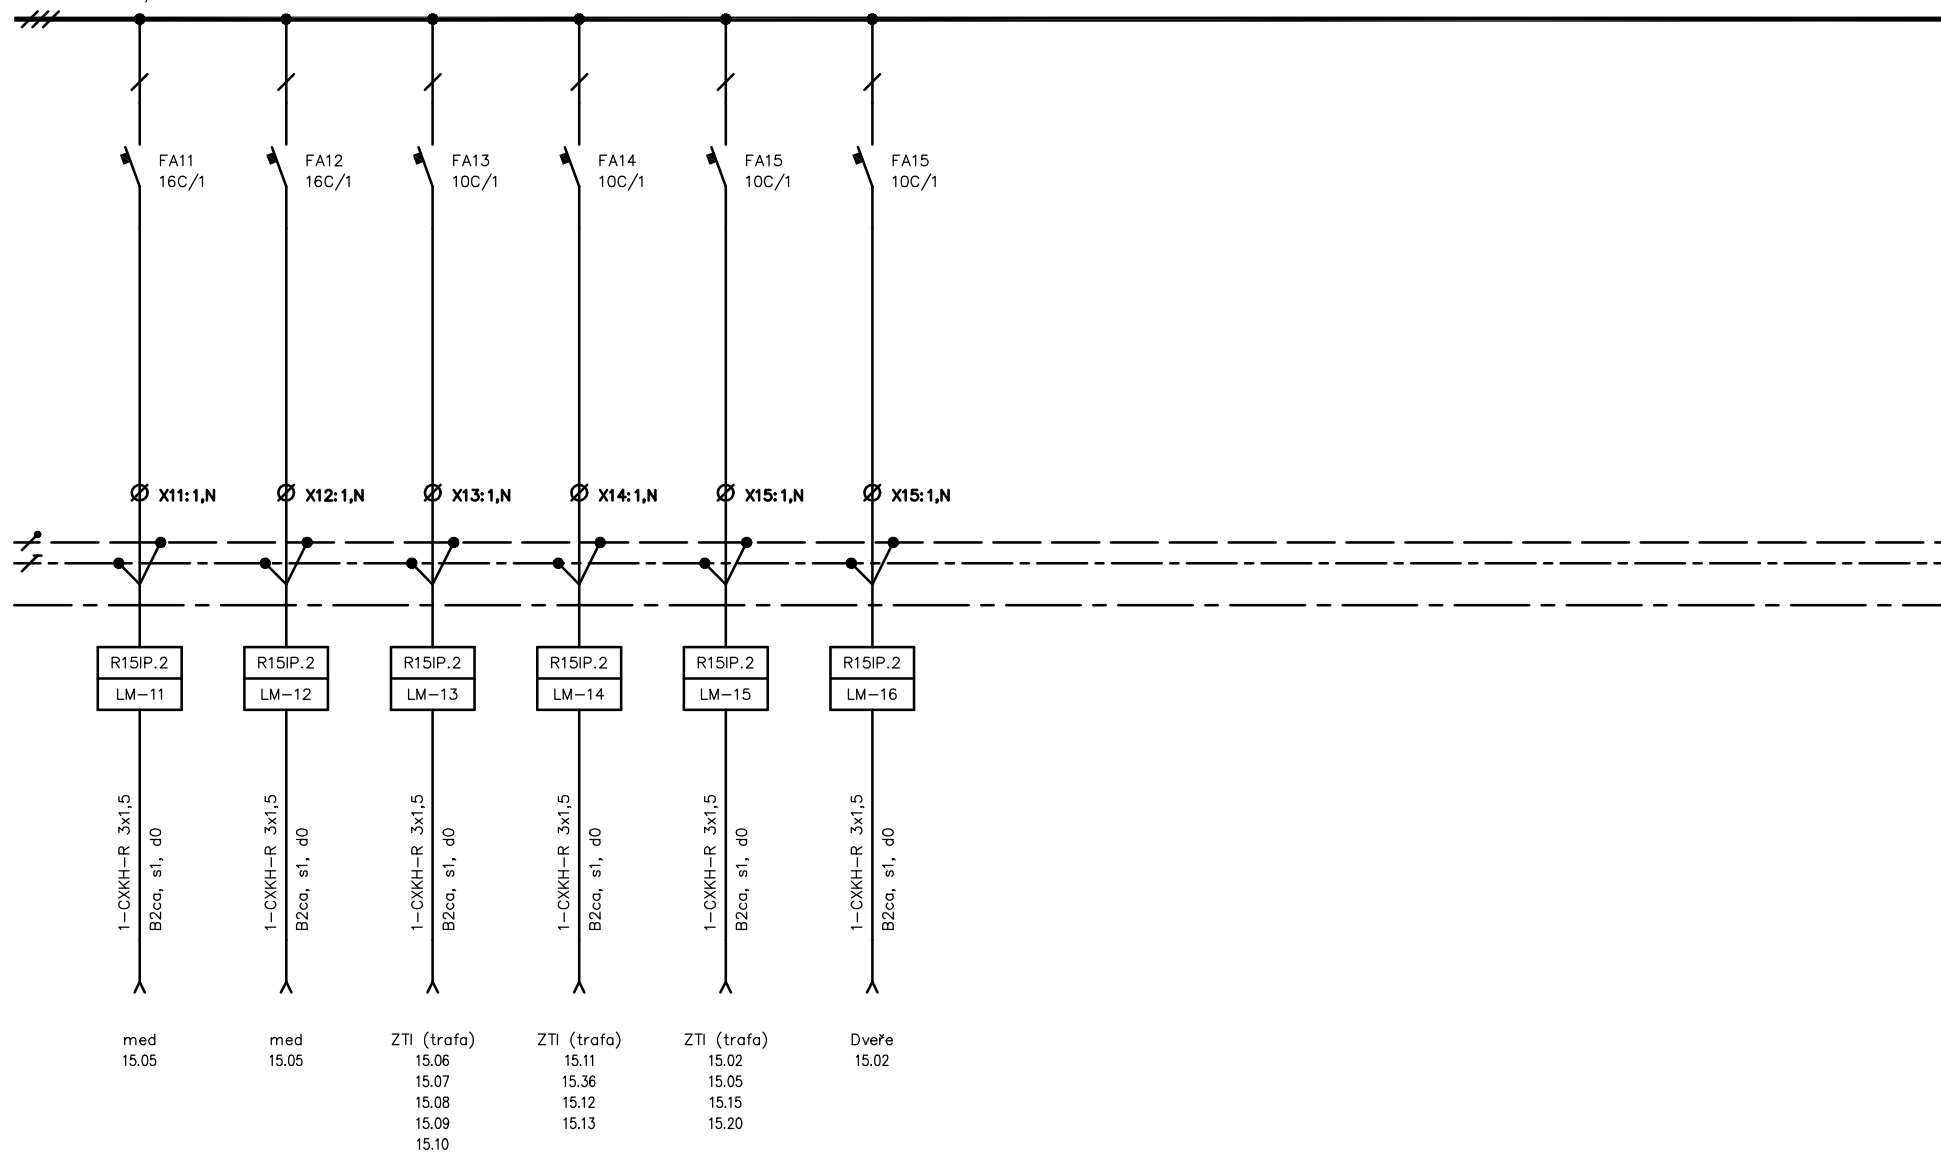 FA11
16C/1
FA12
16C/1
FA13
10C/1
FA14
10C/1
FA15
10C/1
FA15
10C/1
X11:1,N
X12:1,N
X13:1,N
X14:1,N
X15:1,N
X15:1,N
R15IP.2
LM-11
R15IP.2
LM-12
R15IP.2
LM-13
R15IP.2
LM-14
R15IP.2
LM-15
R15IP.2
LM-16
1-CXKH-R 3x1,5
B2ca, s1, d0
1-CXKH-R 3x1,5
B2ca, s1, d0
1-CXKH-R 3x1,5
B2ca, s1, d0
1-CXKH-R 3x1,5
B2ca, s1, d0
1-CXKH-R 3x1,5
B2ca, s1, d0
1-CXKH-R 3x1,5
B2ca, s1, d0
med
15.05
med
15.05
ZTI (trafa)
15.06
15.07
15.08
15.09
15.10
ZTI (trafa)
15.11
15.36
15.12
15.13
ZTI (trafa)
15.02
15.05
15.15
15.20
Dveře
15.02